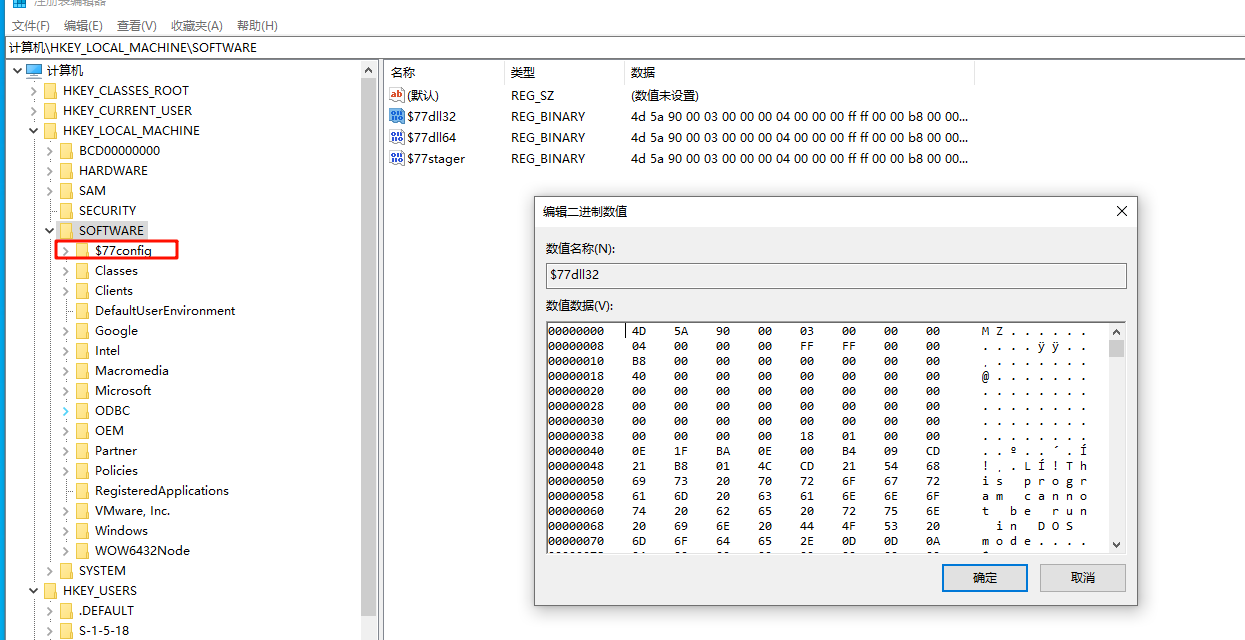 注册表编辑器
文件(F) 编辑(E) 查看(V) 收藏夹(A) 帮助(H)
计算机\HKEY_LOCAL_MACHINE\SOFTWARE
计算机
HKEY_CLASSES_ROOT
HKEY_CURRENT_USER
HKEY_LOCAL_MACHINE
BCD00000000
HARDWARE
SAM
SECURITY
SOFTWARE
$77config
Classes
Clients
DefaultUserEnvironment
Google
Intel
Macromedia
Microsoft
ODBC
OEM
Partner
Policies
RegisteredApplications
VMware, Inc.
Windows
WOW6432Node
SYSTEM
HKEY_USERS
.DEFAULT
S-1-5-18
名称 类型 数据
(默认) REG_SZ (数值未设置)
$77dll32 REG_BINARY 4d 5a 90 00 03 00 00 00 04 00 00 00 ff ff 00 00 b8 00 00...
$77dll64 REG_BINARY 4d 5a 90 00 03 00 00 00 04 00 00 00 ff ff 00 00 b8 00 00...
$77stager REG_BINARY 4d 5a 90 00 03 00 00 00 04 00 00 00 ff ff 00 00 b8 00 00...
编辑二进制数值
数值名称(N):
$77dll32
数值数据(V):
00000000 4D 5A 90 00 03 00 00 00 M Z . . . . . .
00000008 04 00 00 00 FF FF 00 00 . . . . ÿ ÿ . .
00000010 B8 00 00 00 00 00 00 00 ¸ . . . . . . .
00000018 40 00 00 00 00 00 00 00 @ . . . . . . .
00000020 00 00 00 00 00 00 00 00 . . . . . . . .
00000028 00 00 00 00 00 00 00 00 . . . . . . . .
00000030 00 00 00 00 00 00 00 00 . . . . . . . .
00000038 00 00 00 00 18 01 00 00 . . . . . . . .
00000040 0E 1F BA 0E 00 B4 09 CD . . º . . ´ . Í
00000048 21 B8 01 4C CD 21 54 68 ! ¸ . L Í ! T h
00000050 69 73 20 70 72 6F 67 72 i s p r o g r
00000058 61 6D 20 63 61 6E 6E 6F a m c a n n o
00000060 74 20 62 65 20 72 75 6E t b e r u n
00000068 20 69 6E 20 44 4F 53 20 i n D O S
00000070 6D 6F 64 65 2E 0D 0D 0A m o d e . . . .
确定 取消